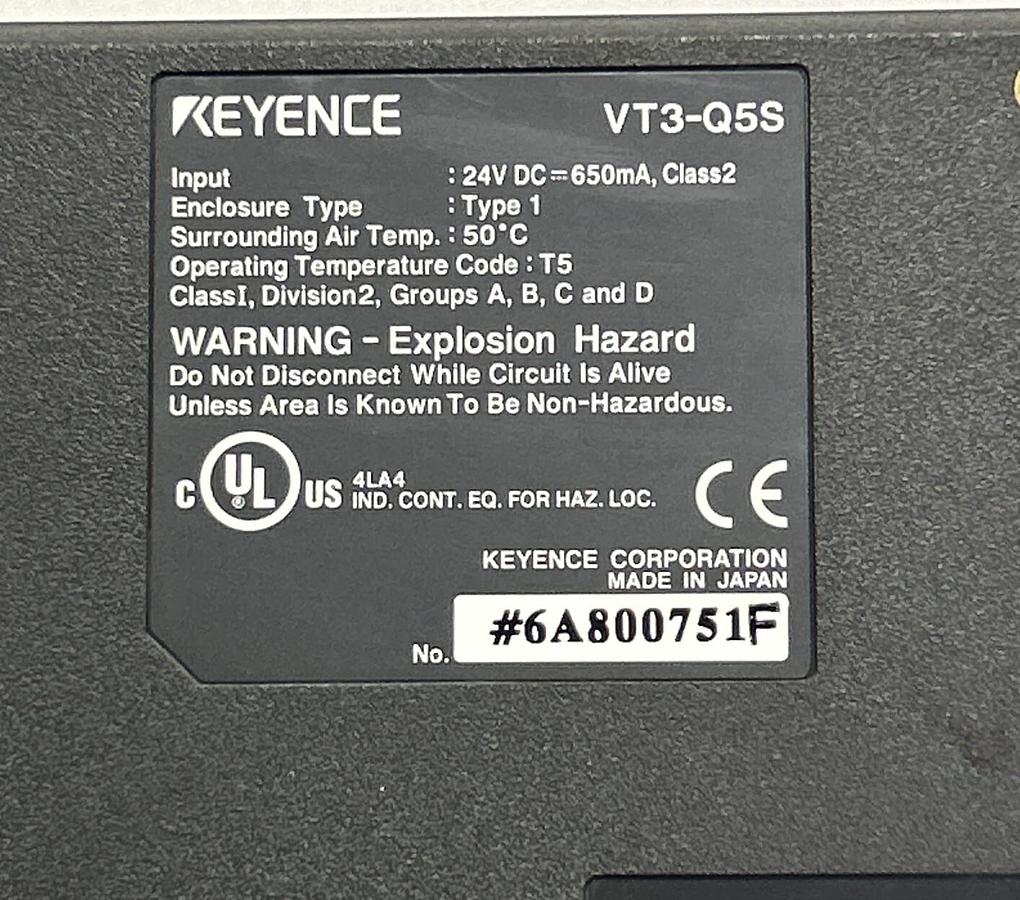 KEYENCE VT3-Q5S
Input : 24V DC⎓650mA, Class2
Enclosure Type : Type 1
Surrounding Air Temp. : 50°C
Operating Temperature Code : T5
ClassI, Division2, Groups A, B, C and D
WARNING - Explosion Hazard
Do Not Disconnect While Circuit Is Alive
Unless Area Is Known To Be Non-Hazardous.
C UL ® US 4LA4
IND. CONT. EQ. FOR HAZ. LOC. CE
KEYENCE CORPORATION
MADE IN JAPAN
No. #6A800751F